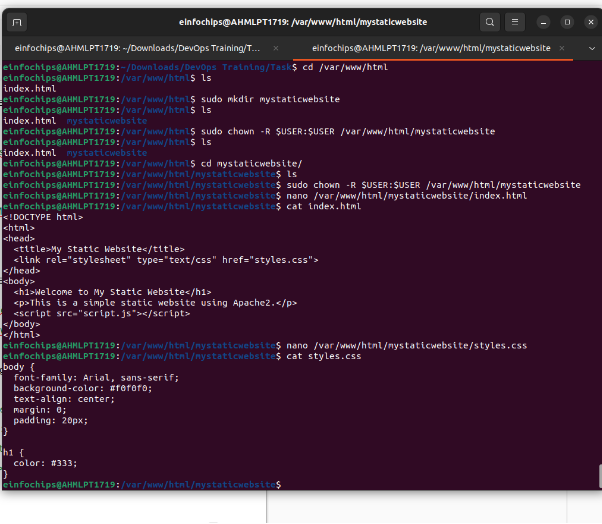 einfochips@AHMLPT1719: /var/www/html/mystaticwebsite
einfochips@AHMLPT1719: ~/Downloads/DevOps Training/T... × einfochips@AHMLPT1719: /var/www/html/mystaticwebsite ×
einfochips@AHMLPT1719:~/Downloads/DevOps Training/Task$ cd /var/www/html
einfochips@AHMLPT1719:/var/www/html$ ls
index.html
einfochips@AHMLPT1719:/var/www/html$ sudo mkdir mystaticwebsite
einfochips@AHMLPT1719:/var/www/html$ ls
index.html  mystaticwebsite
einfochips@AHMLPT1719:/var/www/html$ sudo chown -R $USER:$USER /var/www/html/mystaticwebsite
einfochips@AHMLPT1719:/var/www/html$ ls
index.html  mystaticwebsite
einfochips@AHMLPT1719:/var/www/html$ cd mystaticwebsite/
einfochips@AHMLPT1719:/var/www/html/mystaticwebsite$ ls
einfochips@AHMLPT1719:/var/www/html/mystaticwebsite$ sudo chown -R $USER:$USER /var/www/html/mystaticwebsite
einfochips@AHMLPT1719:/var/www/html/mystaticwebsite$ nano /var/www/html/mystaticwebsite/index.html
einfochips@AHMLPT1719:/var/www/html/mystaticwebsite$ cat index.html
<!DOCTYPE html>
<html>
<head>
  <title>My Static Website</title>
  <link rel="stylesheet" type="text/css" href="styles.css">
</head>
<body>
  <h1>Welcome to My Static Website</h1>
  <p>This is a simple static website using Apache2.</p>
  <script src="script.js"></script>
</body>
</html>
einfochips@AHMLPT1719:/var/www/html/mystaticwebsite$ nano /var/www/html/mystaticwebsite/styles.css
einfochips@AHMLPT1719:/var/www/html/mystaticwebsite$ cat styles.css
body {
  font-family: Arial, sans-serif;
  background-color: #f0f0f0;
  text-align: center;
  margin: 0;
  padding: 20px;
}

h1 {
  color: #333;
}
einfochips@AHMLPT1719:/var/www/html/mystaticwebsite$